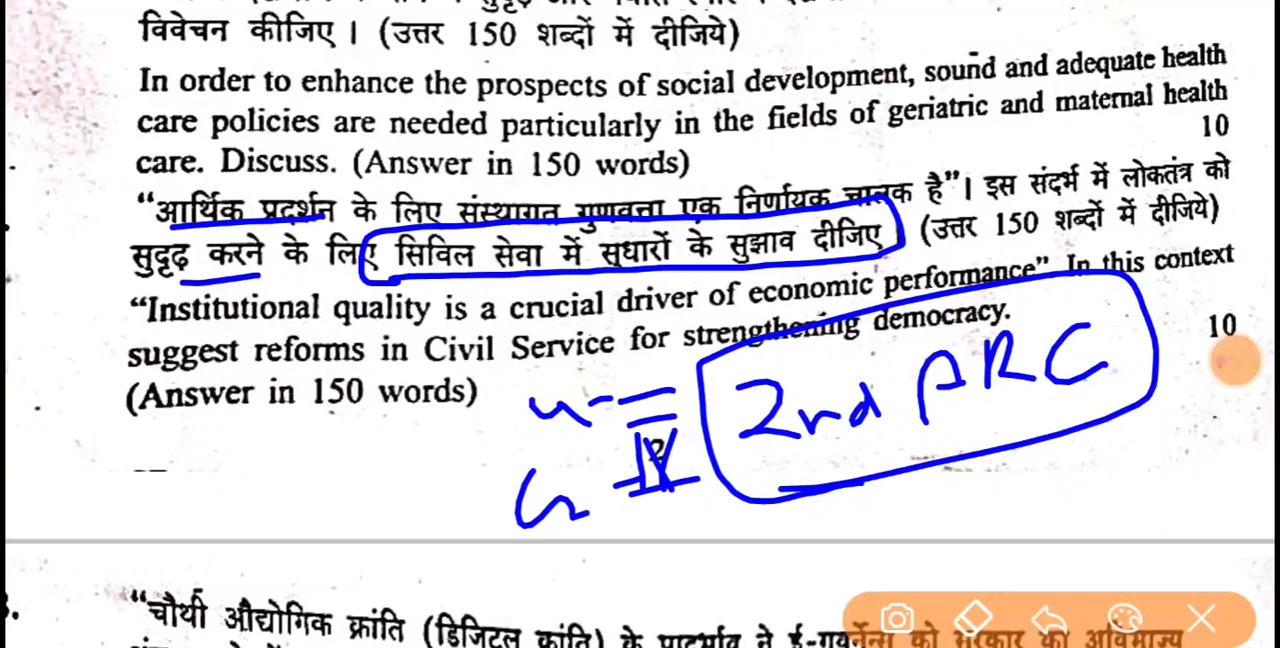 विवेचन कीजिए । (उत्तर 150 शब्दों में दीजिये)
In order to enhance the prospects of social development, sound and adequate health
care policies are needed particularly in the fields of geriatric and maternal health
care. Discuss. (Answer in 150 words) 10
“आर्थिक प्रदर्शन के लिए संस्थागत गुणवत्ता एक निर्णायक चालक है”। इस संदर्भ में लोकतंत्र को
सुदृढ़ करने के लिए सिविल सेवा में सुधारों के सुझाव दीजिए (उत्तर 150 शब्दों में दीजिये)
“Institutional quality is a crucial driver of economic performance”. In this context
suggest reforms in Civil Service for strengthening democracy.
(Answer in 150 words) 10
2nd ARC
“चौथी औद्योगिक क्रांति (डिजिटल क्रांति) के प्रादुर्भाव ने ई-गवर्नेन्स को सरकार का अविभाज्य